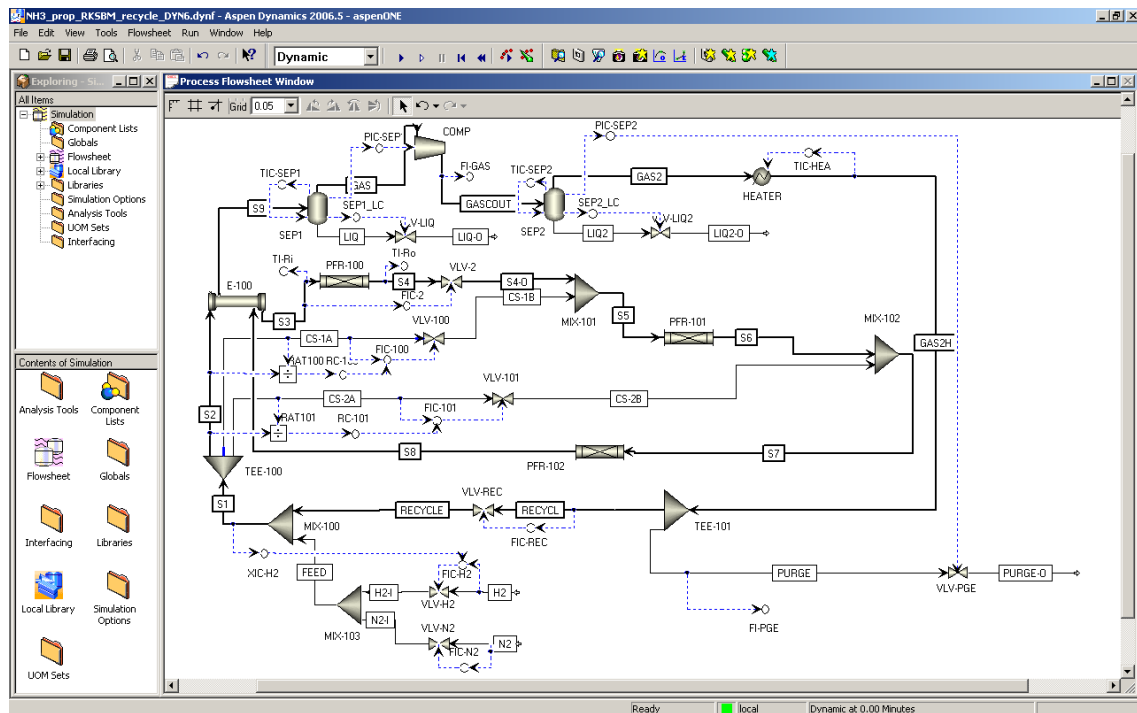 NH3_prop_RKSBM_recycle_DYN6.dynf - Aspen Dynamics 2006.5 - aspenONE
File Edit View Tools Flowsheet Run Window Help
Dynamic
Exploring - Si...
All Items
Simulation
Component Lists
Globals
Flowsheet
Local Library
Libraries
Simulation Options
Analysis Tools
UOM Sets
Interfacing
Contents of Simulation
Analysis Tools
Component Lists
Flowsheet
Globals
Interfacing
Libraries
Local Library
Simulation Options
UOM Sets
Process Flowsheet Window
Grid 0.05
PIC-SEP
COMP
PIC-SEP2
TIC-SEP1
GAS
FI-GAS
TIC-SEP2
GAS2
TIC-HEA
HEATER
S9
SEP1_LC
GASCOUT
SEP2_LC
V-LIQ
V-LIQ2
SEP1
LIQ
LIQ-O
SEP2
LIQ2
LIQ2-O
TI-Ri
PFR-100
TI-Ro
VLV-2
E-100
S4
S4-O
S3
FIC-2
CS-1B
MIX-101
S5
VLV-100
PFR-101
S6
MIX-102
CS-1A
FIC-100
GAS2H
RAT100
VLV-101
CS-2A
CS-2B
S2
RAT101
RC-101
FIC-101
S8
PFR-102
S7
TEE-100
S1
VLV-REC
RECYCLE
RECYCL
MIX-100
FIC-REC
TEE-101
XIC-H2
FEED
FIC-H2
H2-I
H2
VLV-H2
PURGE
PURGE-O
VLV-PGE
N2-I
VLV-N2
N2
MIX-103
FIC-N2
FI-PGE
Ready
local
Dynamic at 0.00 Minutes